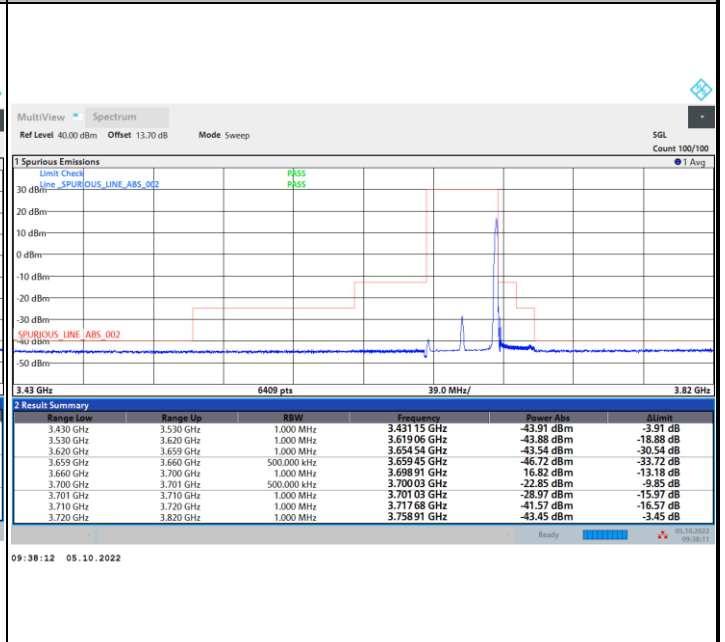 MultiView Spectrum
Ref Level 40.00 dBm Offset 13.70 dB Mode Sweep SGL
Count 100/100
1 Spurious Emissions 1 Avg
Limit Check PASS
Line _SPURIOUS_LINE_ABS_002 PASS
30 dBm
20 dBm
10 dBm
0 dBm
-10 dBm
-20 dBm
-30 dBm
SPURIOUS_LINE_ABS_002
-40 dBm
-50 dBm
3.43 GHz 6409 pts 39.0 MHz/ 3.82 GHz
2 Result Summary
Range Low Range Up RBW Frequency Power Abs ΔLimit
3.430 GHz 3.530 GHz 1.000 MHz 3.431 15 GHz -43.91 dBm -3.91 dB
3.530 GHz 3.620 GHz 1.000 MHz 3.619 06 GHz -43.88 dBm -18.88 dB
3.620 GHz 3.659 GHz 1.000 MHz 3.654 54 GHz -43.54 dBm -30.54 dB
3.659 GHz 3.660 GHz 500.000 kHz 3.659 45 GHz -46.72 dBm -33.72 dB
3.660 GHz 3.700 GHz 1.000 MHz 3.698 91 GHz 16.82 dBm -13.18 dB
3.700 GHz 3.701 GHz 500.000 kHz 3.700 03 GHz -22.85 dBm -9.85 dB
3.701 GHz 3.710 GHz 1.000 MHz 3.701 03 GHz -28.97 dBm -15.97 dB
3.710 GHz 3.720 GHz 1.000 MHz 3.717 68 GHz -41.57 dBm -16.57 dB
3.720 GHz 3.820 GHz 1.000 MHz 3.758 91 GHz -43.45 dBm -3.45 dB
Ready 05.10.2022
09:38:11
09:38:12 05.10.2022